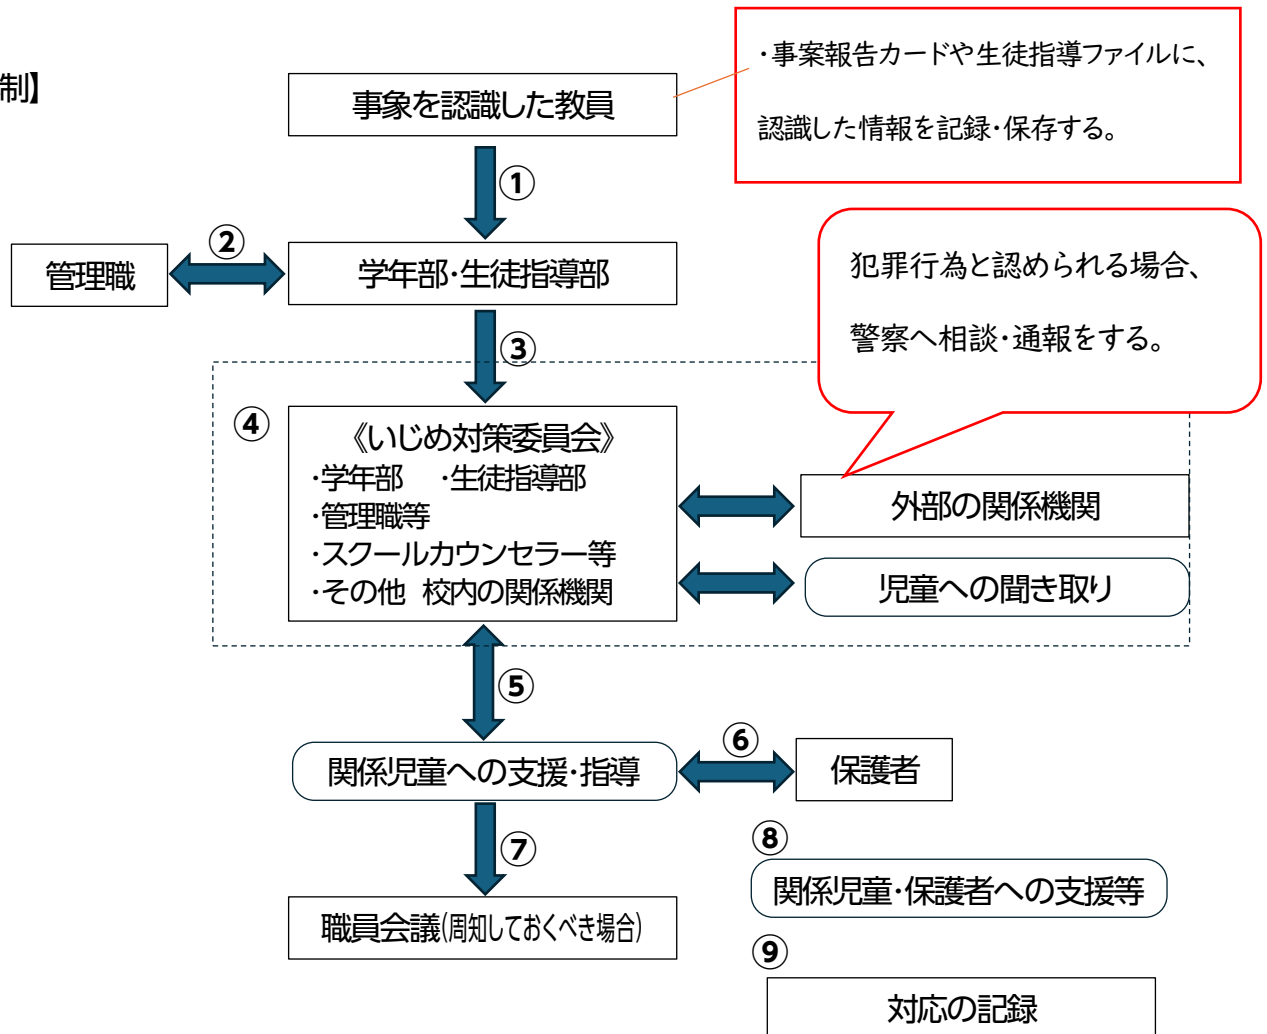 制】
・事案報告カードや生徒指導ファイルに、
認識した情報を記録・保存する。
事象を認識した教員
①
②
管理職
学年部・生徒指導部
犯罪行為と認められる場合、
警察へ相談・通報をする。
③
④
《いじめ対策委員会》
・学年部　・生徒指導部
・管理職等
・スクールカウンセラー等
・その他　校内の関係機関
外部の関係機関
児童への聞き取り
⑤
⑥
関係児童への支援・指導
保護者
⑦
⑧
関係児童・保護者への支援等
職員会議(周知しておくべき場合)
⑨
対応の記録